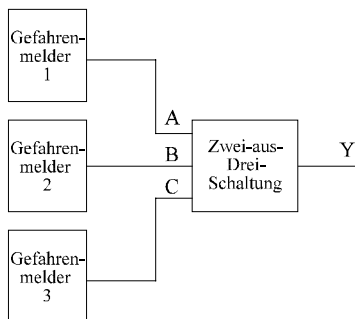 Gefahren-
melder
1
A
Gefahren-
melder
2
B
C
Zwei-aus-
Drei-
Schaltung
Y
Gefahren-
melder
3